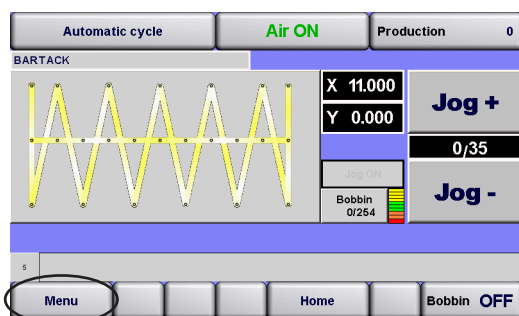 Automatic cycle Air ON Production 0
BARTACK
X 11.000
Y 0.000
Jog +
0/35
Jog ON
Jog -
Bobbin
0/254
5
Menu Home Bobbin OFF